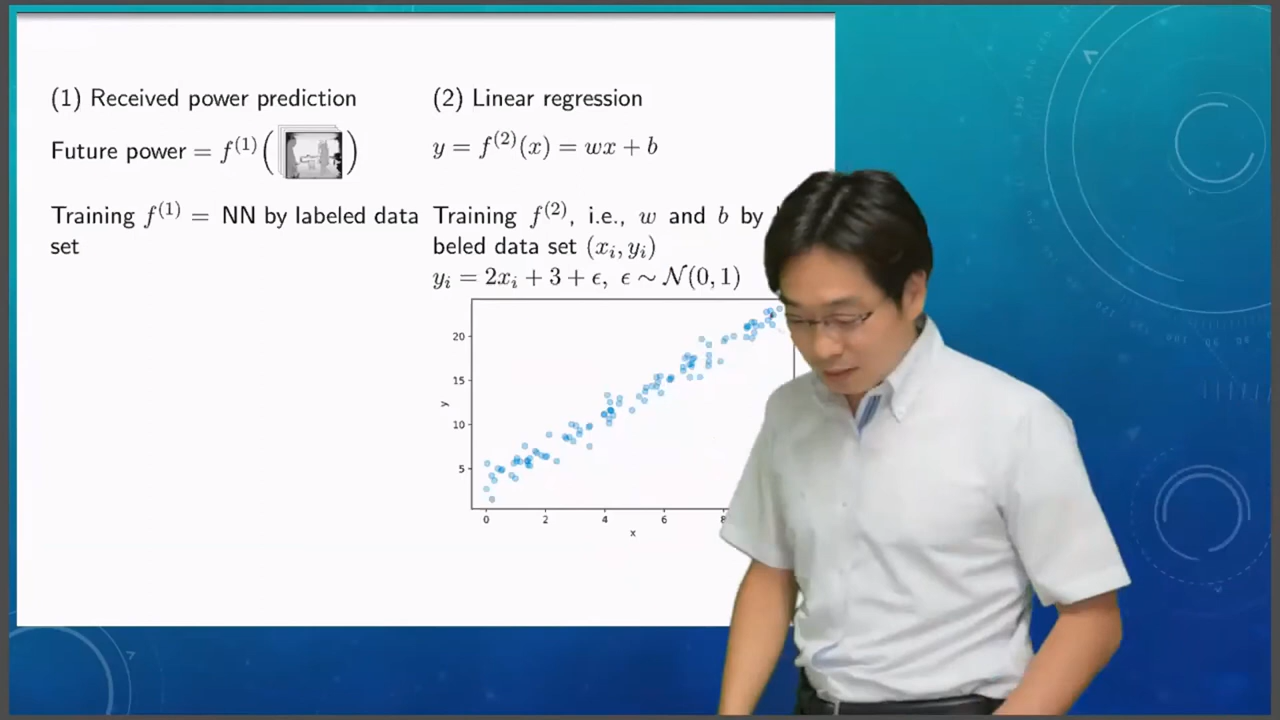 (1) Received power prediction
Future power = f^(1)( )
Training f^(1) = NN by labeled data
set
(2) Linear regression
y = f^(2)(x) = wx + b
Training f^(2), i.e., w and b by
beled data set (x_i, y_i)
y_i = 2x_i + 3 + ϵ, ϵ ∼ N(0, 1)
20
15
10
5
y
0 2 4 6 8
x